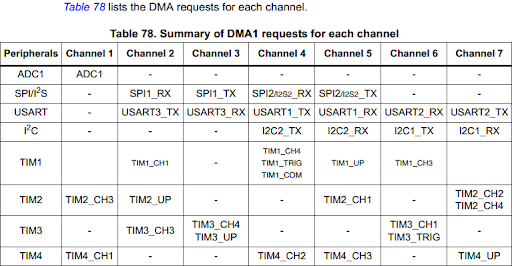 Table 78 lists the DMA requests for each channel.
Table 78. Summary of DMA1 requests for each channel
Peripherals Channel 1 Channel 2 Channel 3 Channel 4 Channel 5 Channel 6 Channel 7
ADC1 ADC1 - - - - - -
SPI/I2S - SPI1_RX SPI1_TX SPI2/I2S2_RX SPI2/I2S2_TX - -
USART - USART3_TX USART3_RX USART1_TX USART1_RX USART2_RX USART2_TX
I2C - - - I2C2_TX I2C2_RX I2C1_TX I2C1_RX
TIM1 - TIM1_CH1 - TIM1_CH4 TIM1_TRIG TIM1_COM TIM1_UP TIM1_CH3 -
TIM2 TIM2_CH3 TIM2_UP - - TIM2_CH1 - TIM2_CH2 TIM2_CH4
TIM3 - TIM3_CH3 TIM3_CH4 TIM3_UP - - TIM3_CH1 TIM3_TRIG -
TIM4 TIM4_CH1 - - TIM4_CH2 TIM4_CH3 - TIM4_UP